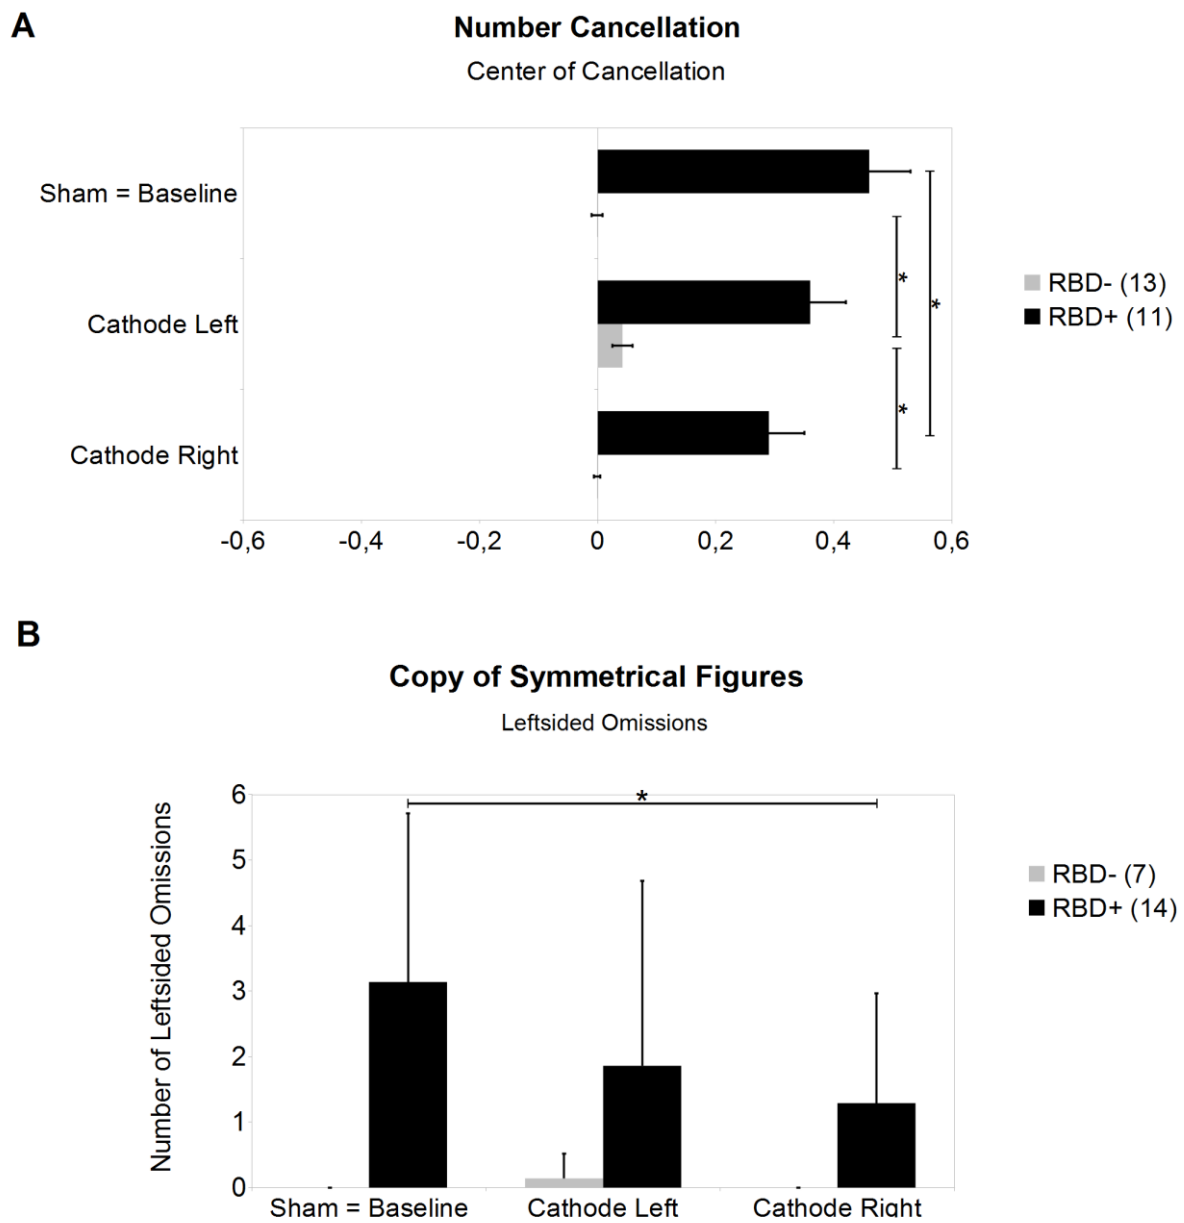 A
Number Cancellation
Center of Cancellation
Sham = Baseline
Cathode Left
Cathode Right
*
*
*
RBD- (13)
RBD+ (11)
-0,6 -0,4 -0,2 0 0,2 0,4 0,6
B
Copy of Symmetrical Figures
Leftsided Omissions
Number of Leftsided Omissions
6
5
4
3
2
1
0
*
RBD- (7)
RBD+ (14)
Sham = Baseline Cathode Left Cathode Right